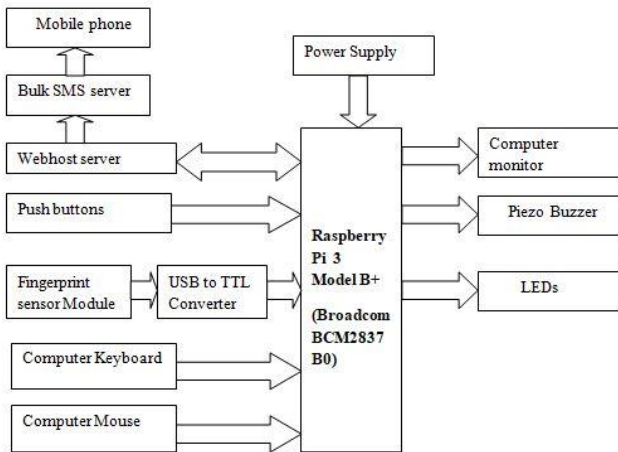 Mobile phone
Power Supply
Bulk SMS server
Webhost server
Computer
monitor
Push buttons
Piezo Buzzer
Raspberry
Pi 3
Model B+
(Broadcom
BCM2837
B0)
Fingerprint
sensor Module
USB to TTL
Converter
LEDs
Computer Keyboard
Computer Mouse